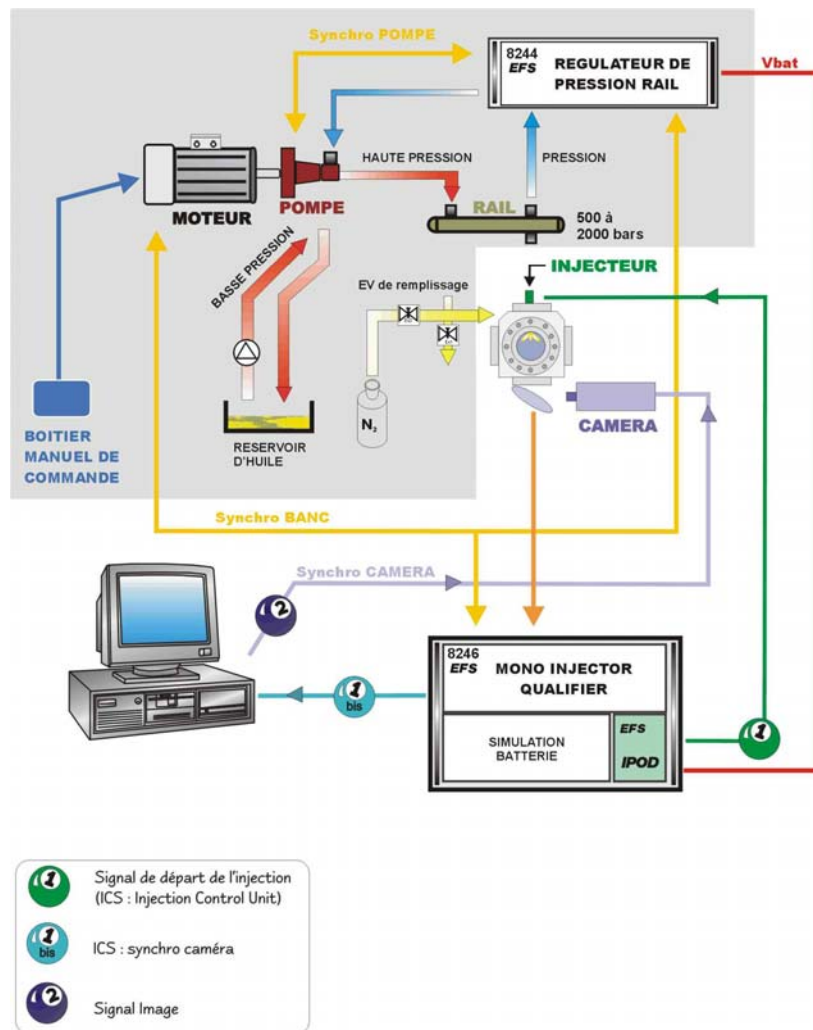 Synchro POMPE
8244
EFS
REGULATEUR DE
PRESSION RAIL
Vbat
HAUTE PRESSION
PRESSION
MOTEUR
POMPE
RAIL
500 à
2000 bars
BASSE PRESSION
EV de remplissage
INJECTEUR
N2
CAMERA
RESERVOIR
D'HUILE
BOITIER
MANUEL DE
COMMANDE
Synchro BANC
Synchro CAMERA
2
8246
EFS
MONO INJECTOR
QUALIFIER
1
bis
SIMULATION
BATTERIE
EFS
IPOD
1
1
Signal de départ de l'injection
(ICS : Injection Control Unit)
1
bis
ICS : synchro caméra
2
Signal Image